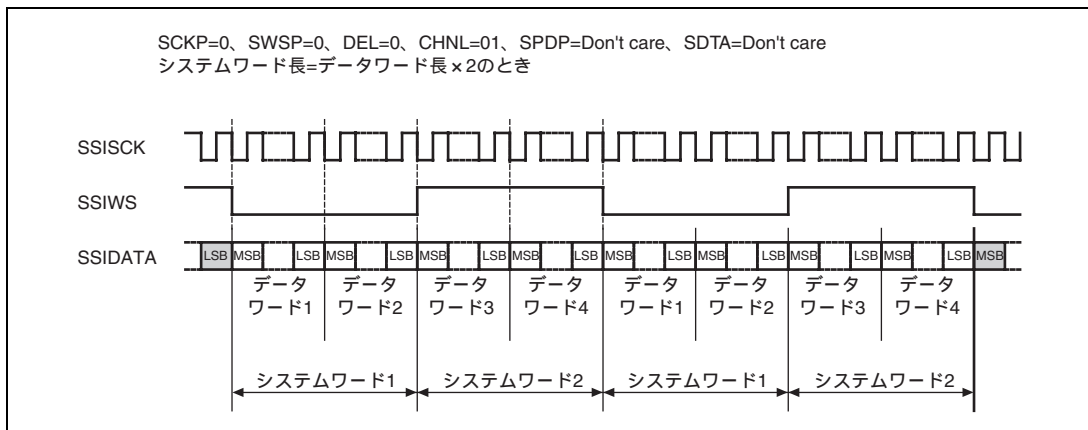 SCKP=0、SWSP=0、DEL=0、CHNL=01、SPDP=Don't care、SDTA=Don't care
システムワード長=データワード長×2のとき
SSISCK
SSIWS
SSIDATA
LSB MSB LSB MSB LSB MSB LSB MSB LSB MSB LSB MSB LSB MSB LSB MSB LSB MSB
データ データ データ データ データ データ データ データ
ワード1 ワード2 ワード3 ワード4 ワード1 ワード2 ワード3 ワード4
システムワード1 システムワード2 システムワード1 システムワード2